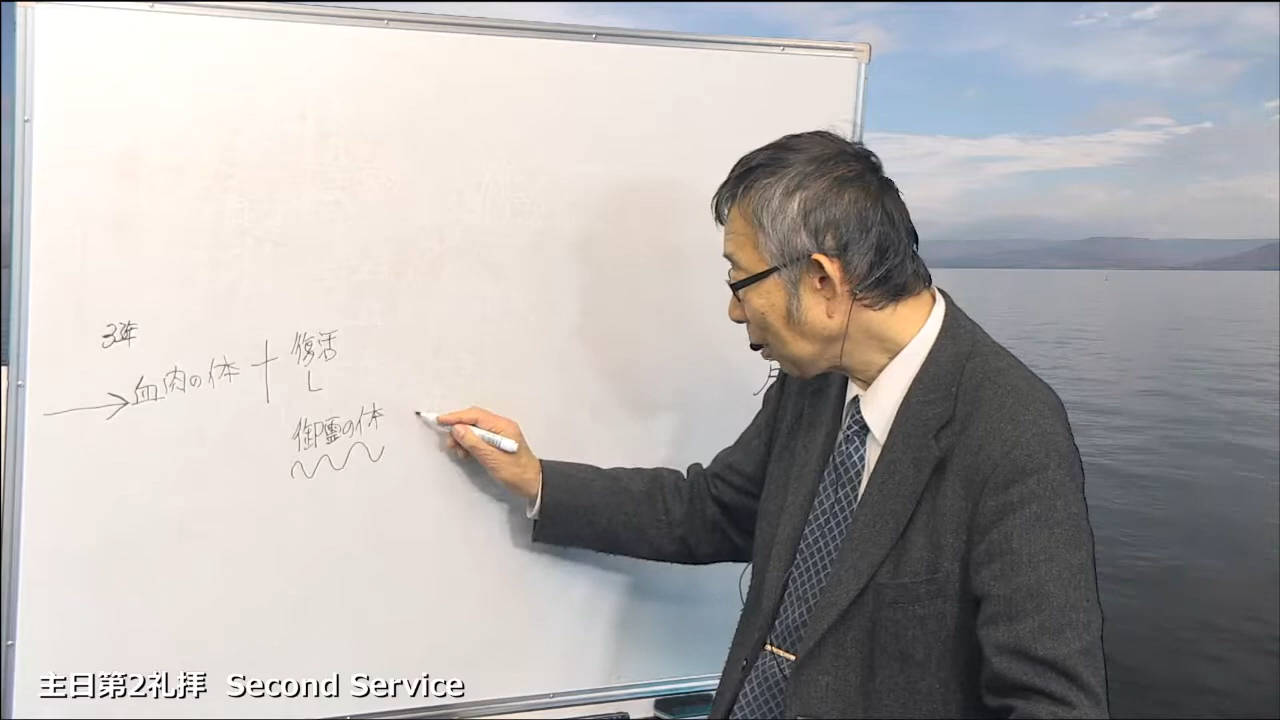 3年
→血肉の体
復活
御霊の体
主日第2礼拝 Second Service